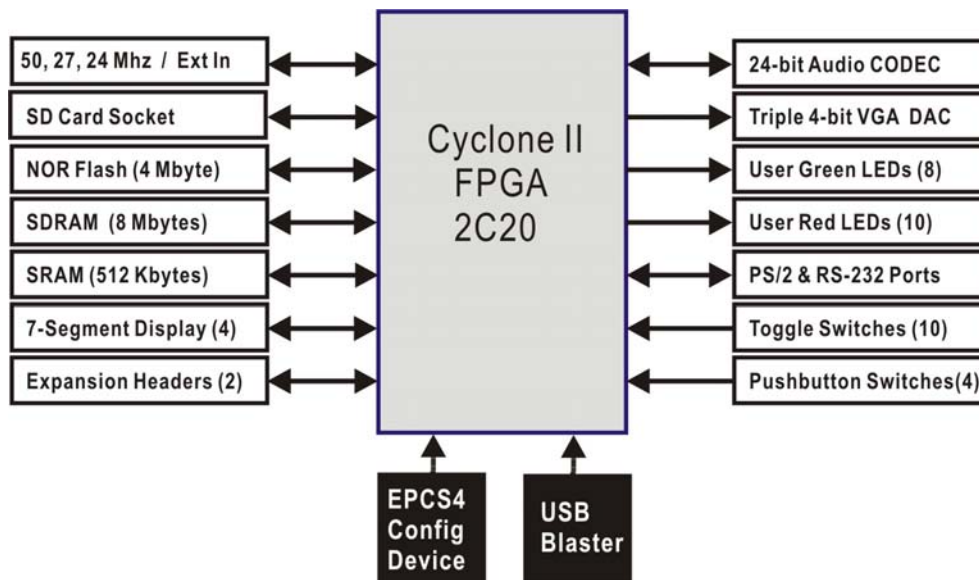 50, 27, 24 Mhz / Ext In
SD Card Socket
NOR Flash (4 Mbyte)
SDRAM (8 Mbytes)
SRAM (512 Kbytes)
7-Segment Display (4)
Expansion Headers (2)
Cyclone II
FPGA
2C20
24-bit Audio CODEC
Triple 4-bit VGA DAC
User Green LEDs (8)
User Red LEDs (10)
PS/2 & RS-232 Ports
Toggle Switches (10)
Pushbutton Switches(4)
EPCS4
Config
Device
USB
Blaster